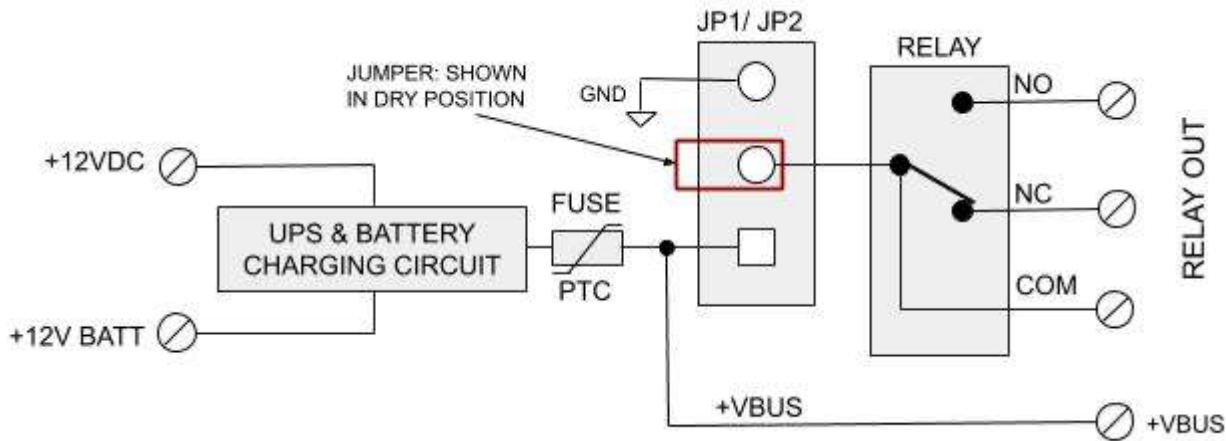 JP1/ JP2
RELAY
JUMPER: SHOWN
IN DRY POSITION
GND
NO
+12VDC
FUSE
NC
UPS & BATTERY
CHARGING CIRCUIT
PTC
COM
RELAY OUT
+12V BATT
+VBUS
+VBUS